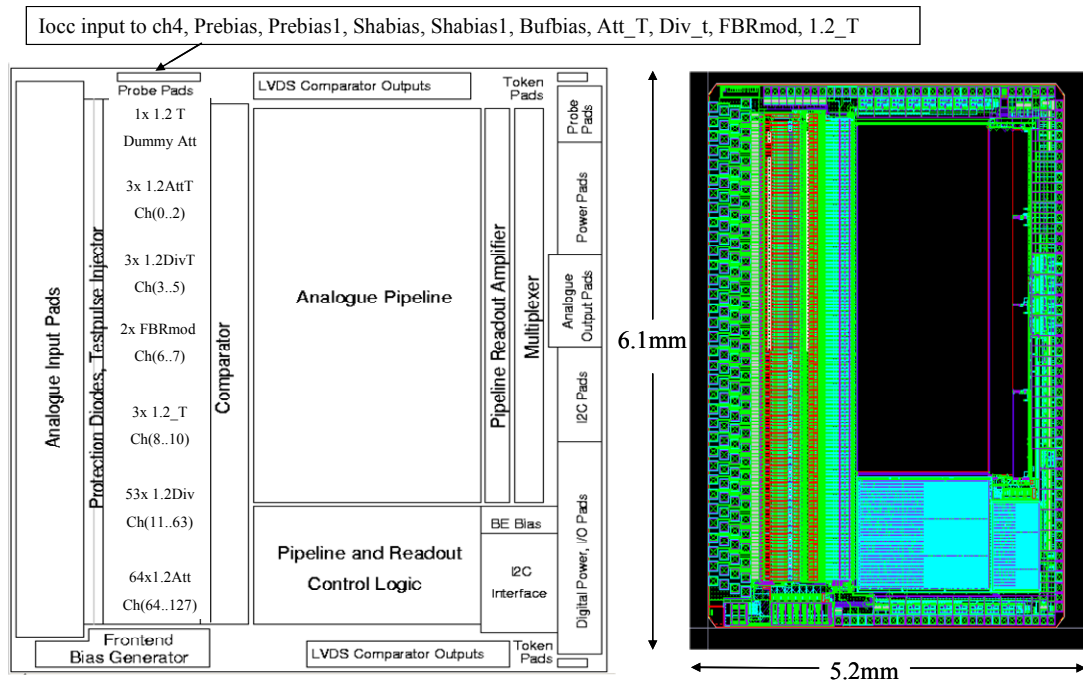 Iocc input to ch4, Prebias, Prebias1, Shabias, Shabias1, Bufbias, Att_T, Div_t, FBRmod, 1.2_T
Probe Pads
LVDS Comparator Outputs
Token
Pads
Analogue Input Pads
Protection Diodes, Testpulse Injector
1x 1.2 T
Dummy Att
3x 1.2AttT
Ch(0..2)
3x 1.2DivT
Ch(3..5)
2x FBRmod
Ch(6..7)
3x 1.2_T
Ch(8..10)
53x 1.2Div
Ch(11..63)
64x1.2Att
Ch(64..127)
Comparator
Analogue Pipeline
Pipeline Readout Amplifier
Multiplexer
Probe
Pads
Power Pads
Analogue
Output Pads
I2C Pads
Digital Power, I/O Pads
Pipeline and Readout
Control Logic
BE Bias
I2C
Interface
Frontend
Bias Generator
LVDS Comparator Outputs
Token
Pads
6.1mm
5.2mm